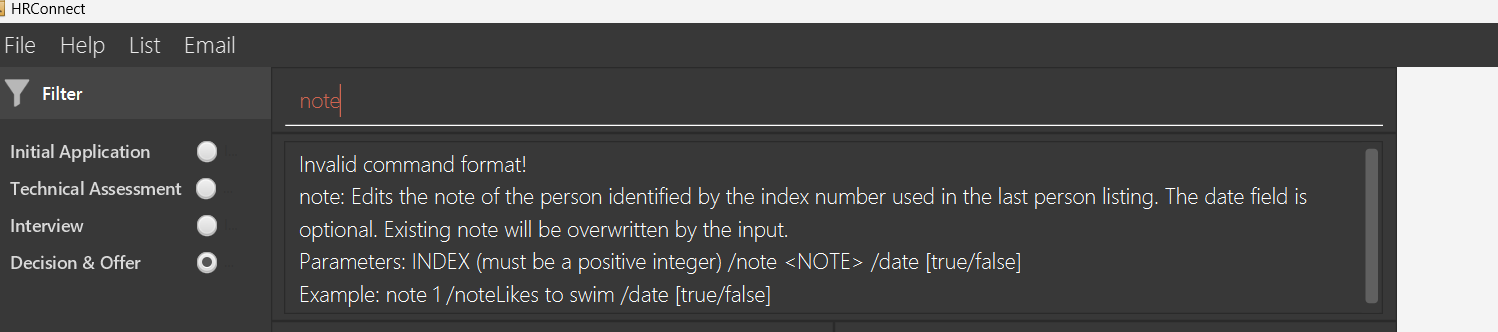 HRConnect
File Help List Email
Filter
note
Initial Application
Technical Assessment
Interview
Decision & Offer
Invalid command format!
note: Edits the note of the person identified by the index number used in the last person listing. The date field is
optional. Existing note will be overwritten by the input.
Parameters: INDEX (must be a positive integer) /note <NOTE> /date [true/false]
Example: note 1 /noteLikes to swim /date [true/false]